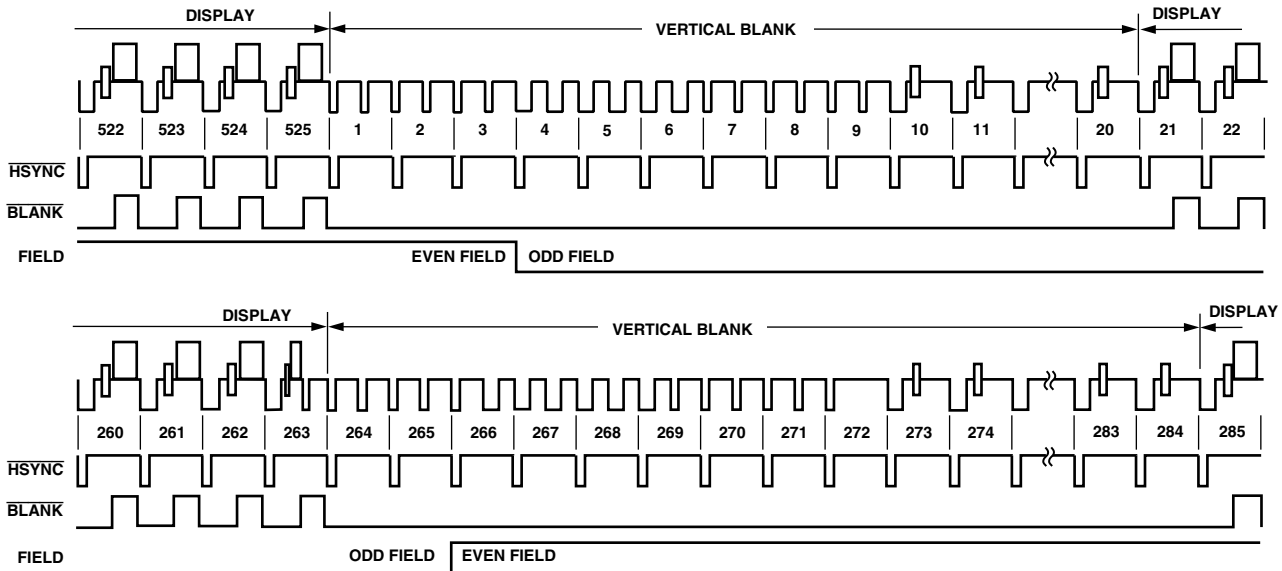 DISPLAY VERTICAL BLANK DISPLAY
522 523 524 525 1 2 3 4 5 6 7 8 9 10 11 20 21 22
HSYNC
BLANK
FIELD EVEN FIELD ODD FIELD
DISPLAY VERTICAL BLANK DISPLAY
260 261 262 263 264 265 266 267 268 269 270 271 272 273 274 283 284 285
HSYNC
BLANK
FIELD ODD FIELD EVEN FIELD